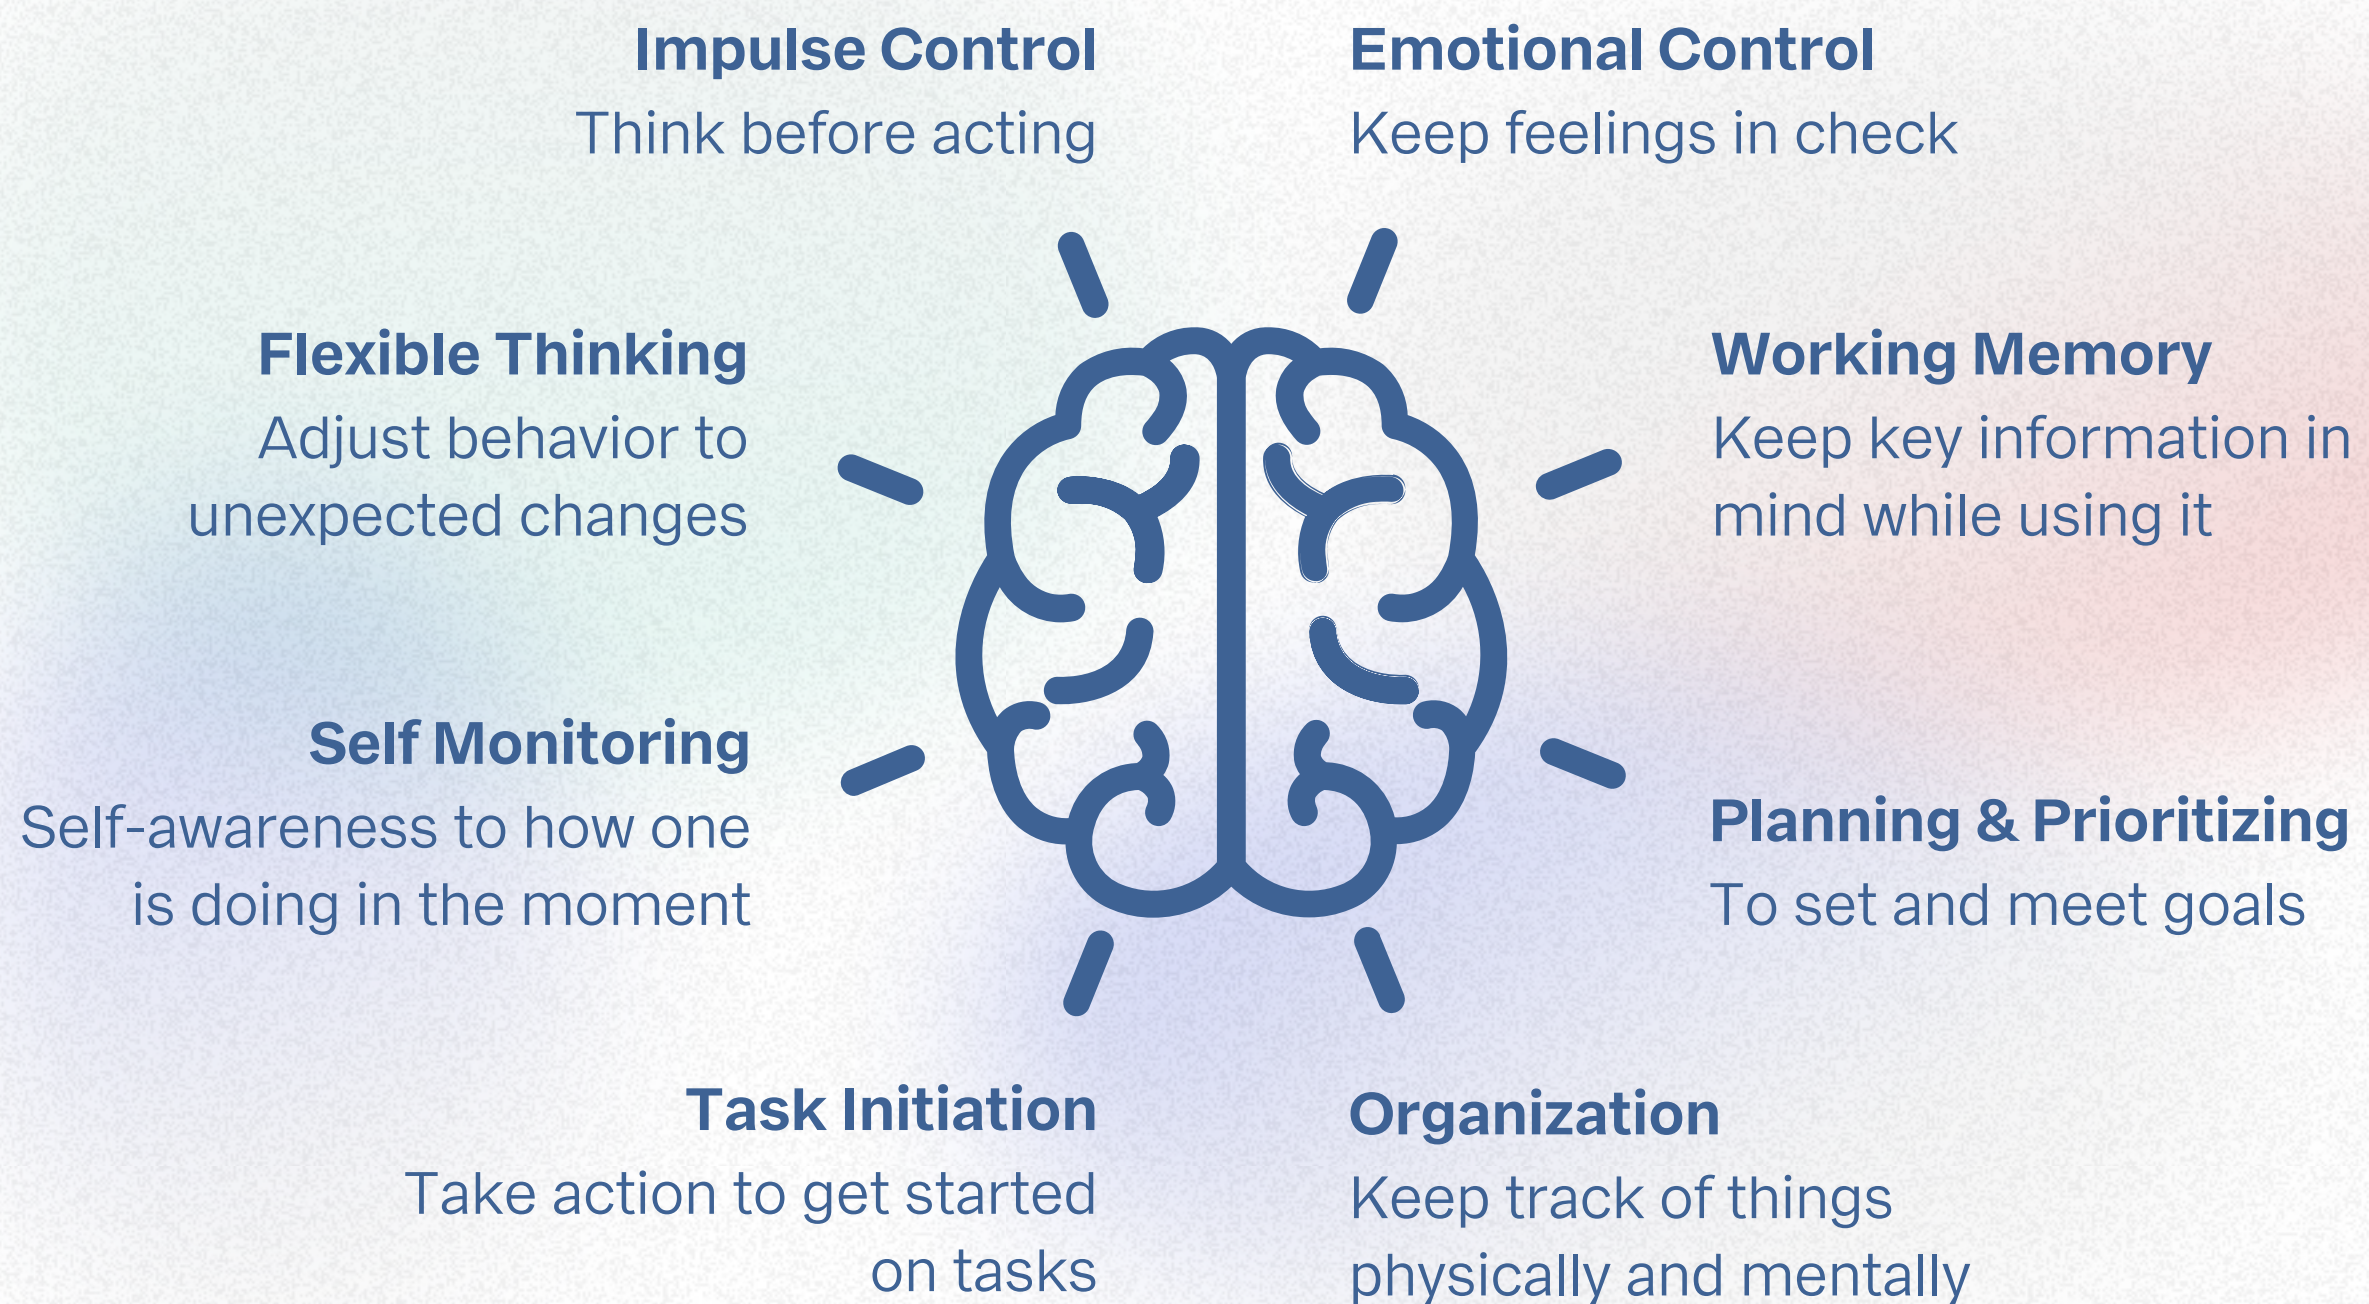 Impulse Control
Think before acting
Emotional Control
Keep feelings in check
Flexible Thinking
Adjust behavior to
unexpected changes
Working Memory
Keep key information in
mind while using it
Self Monitoring
Self-awareness to how one
is doing in the moment
Planning & Prioritizing
To set and meet goals
Task Initiation
Take action to get started
on tasks
Organization
Keep track of things
physically and mentally